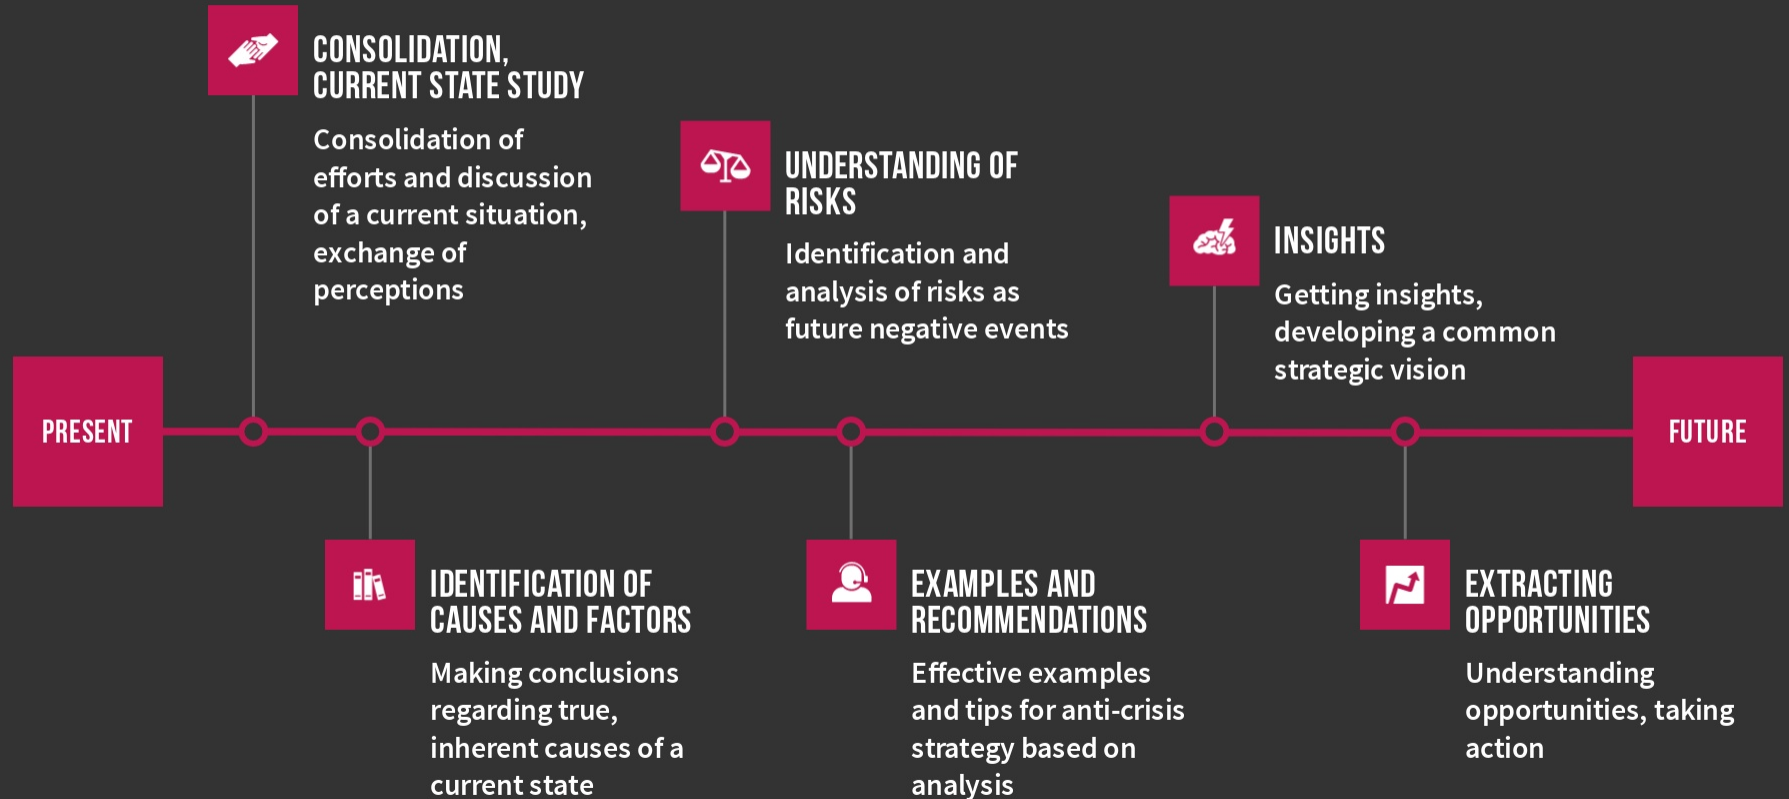 CONSOLIDATION,
CURRENT STATE STUDY
Consolidation of
efforts and discussion
of a current situation,
exchange of
perceptions
UNDERSTANDING OF
RISKS
Identification and
analysis of risks as
future negative events
INSIGHTS
Getting insights,
developing a common
strategic vision
PRESENT
FUTURE
IDENTIFICATION OF
CAUSES AND FACTORS
Making conclusions
regarding true,
inherent causes of a
current state
EXAMPLES AND
RECOMMENDATIONS
Effective examples
and tips for anti-crisis
strategy based on
analysis
EXTRACTING
OPPORTUNITIES
Understanding
opportunities, taking
action